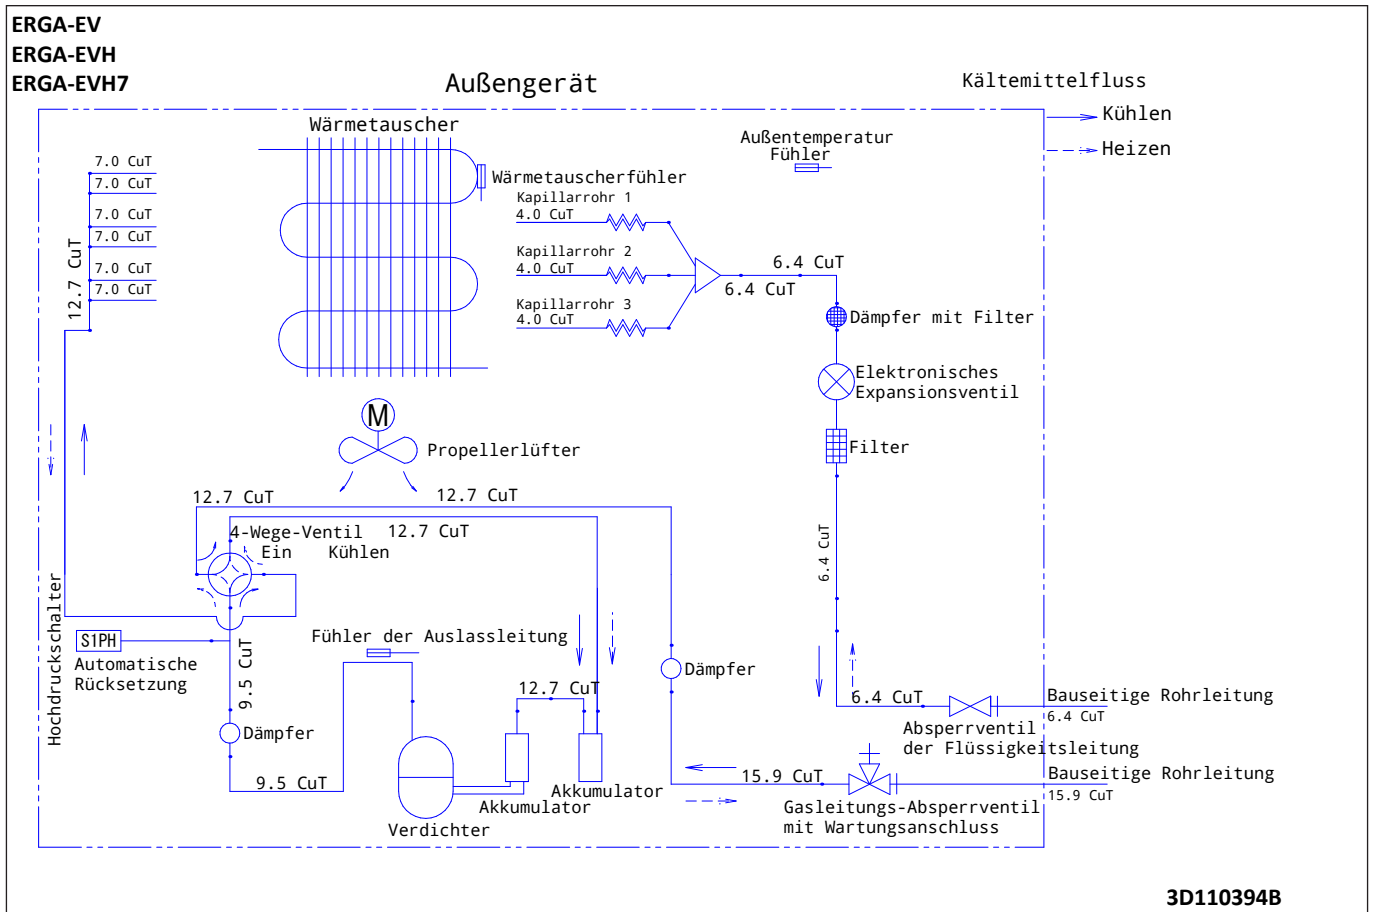 ERGA-EV
ERGA-EVH
ERGA-EVH7
Außengerät
Kältemittelfluss
Kühlen
Heizen
Wärmetauscher
Außentemperatur
Fühler
7.0 CuT
7.0 CuT
7.0 CuT
7.0 CuT
7.0 CuT
7.0 CuT
12.7 CuT
Wärmetauscherfühler
Kapillarrohr 1
4.0 CuT
Kapillarrohr 2
4.0 CuT
Kapillarrohr 3
4.0 CuT
6.4 CuT
6.4 CuT
Dämpfer mit Filter
Elektronisches
Expansionsventil
Filter
M
Propellerlüfter
12.7 CuT
12.7 CuT
4-Wege-Ventil
12.7 CuT
Ein Kühlen
6.4 CuT
Hochdruckschalter
S1PH
Automatische
Rücksetzung
9.5 CuT
Fühler der Auslassleitung
12.7 CuT
Dämpfer
Dämpfer
9.5 CuT
Verdichter
Akkumulator
Akkumulator
6.4 CuT
Bauseitige Rohrleitung
6.4 CuT
Absperrventil
der Flüssigkeitsleitung
15.9 CuT
Bauseitige Rohrleitung
15.9 CuT
Gasleitungs-Absperrventil
mit Wartungsanschluss
3D110394B